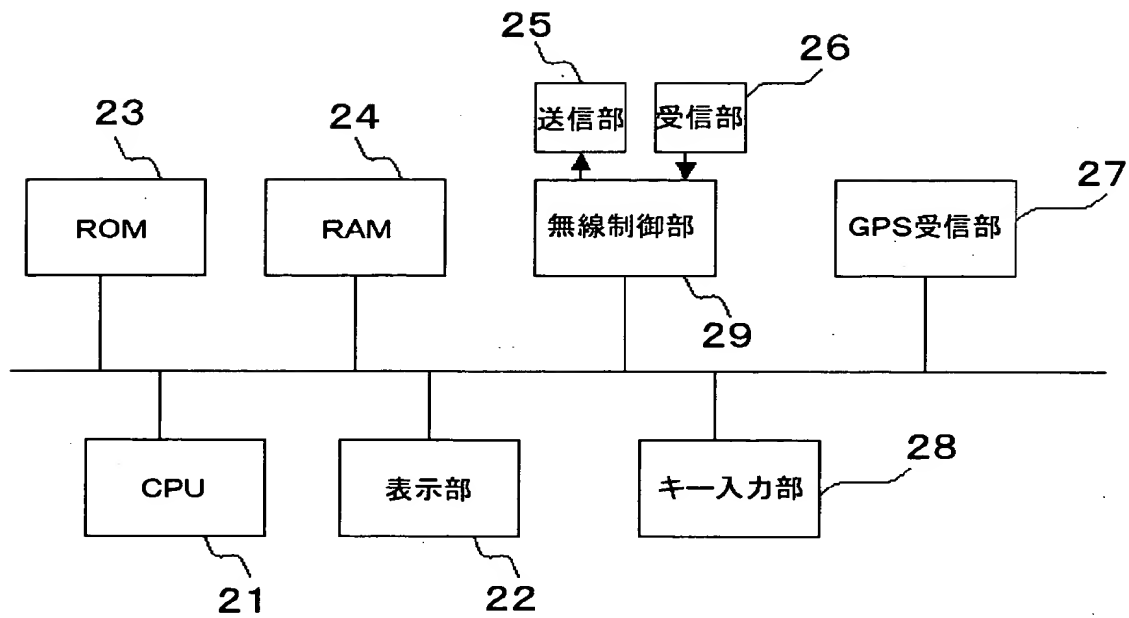 25
26
23
24
送信部
受信部
27
ROM
RAM
無線制御部
GPS受信部
29
CPU
表示部
キー入力部
28
21
22